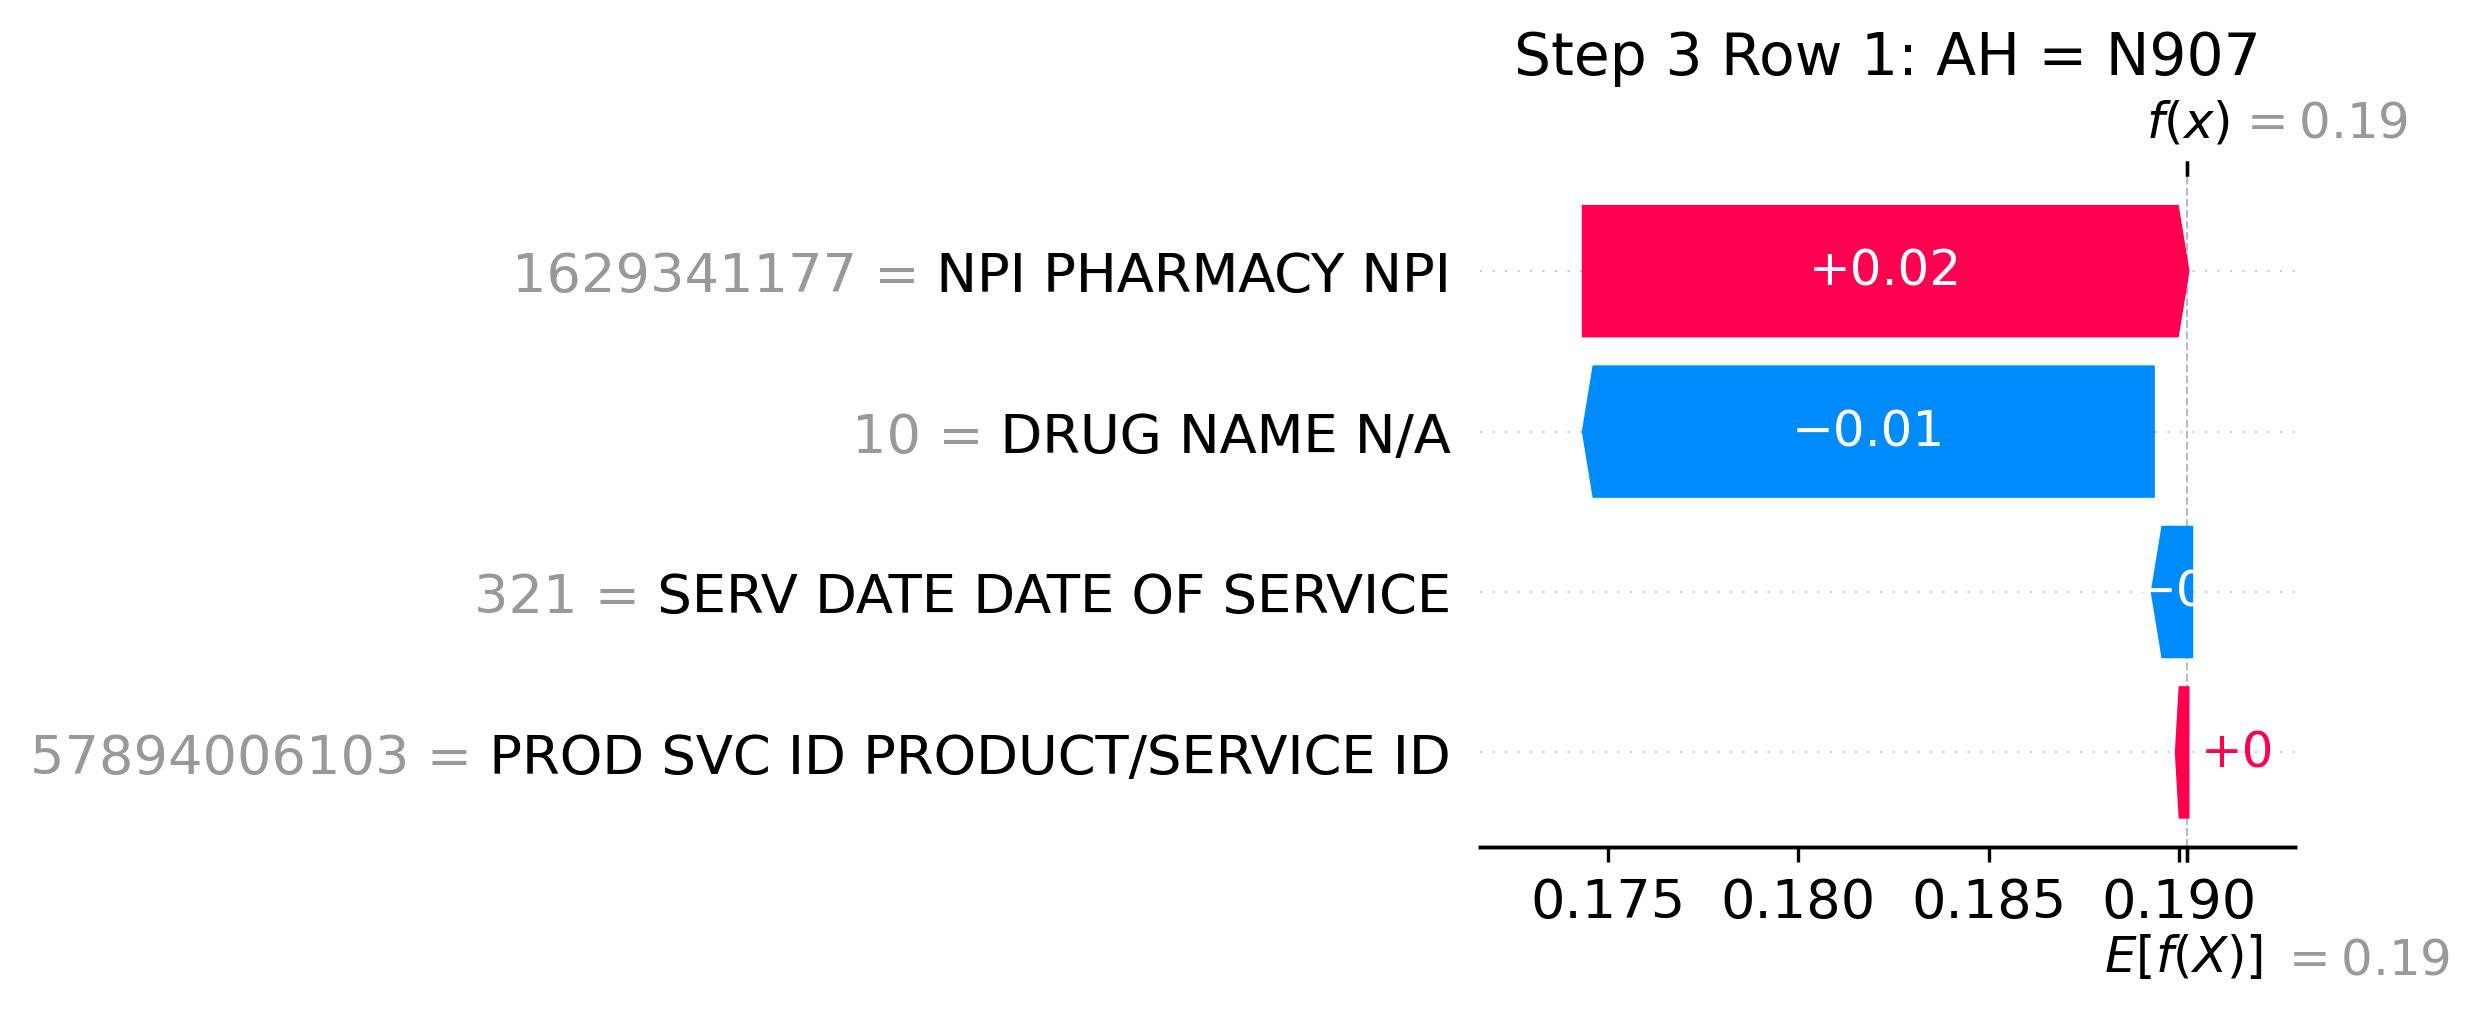 Step 3 Row 1: AH = N907
f(x) = 0.19
1629341177 = NPI PHARMACY NPI
+0.02
10 = DRUG NAME N/A
−0.01
321 = SERV DATE DATE OF SERVICE
−0
57894006103 = PROD SVC ID PRODUCT/SERVICE ID
+0
0.175 0.180 0.185 0.190
E[f(X)] = 0.19